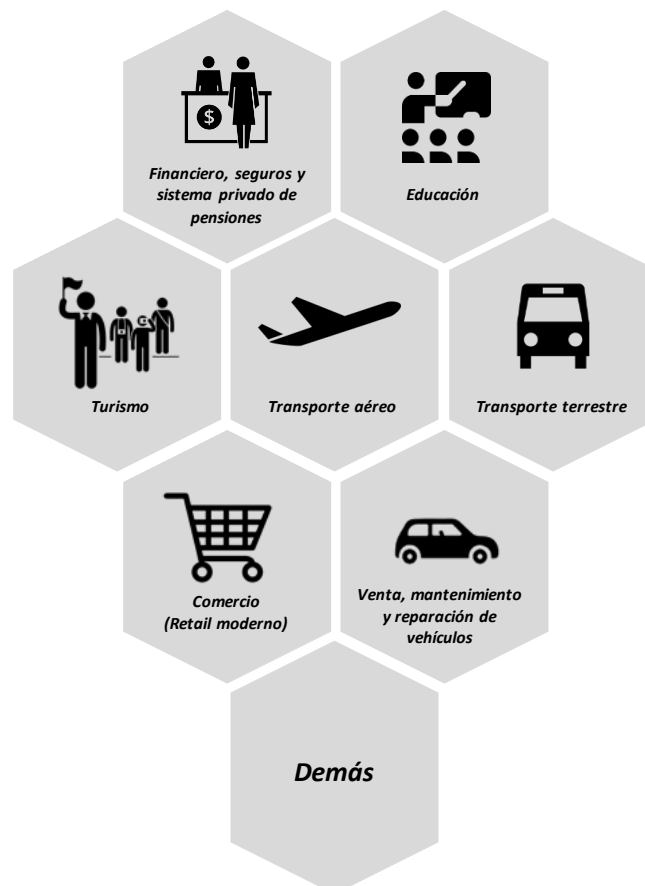 $
Financiero, seguros y
sistema privado de
pensiones
Educación
Turismo
Transporte aéreo
Transporte terrestre
Comercio
(Retail moderno)
Venta, mantenimiento
y reparación de
vehículos
Demás